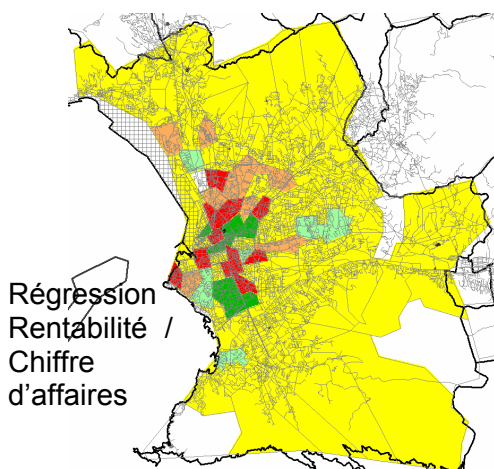 Régression
Rentabilité /
Chiffre
d’affaires